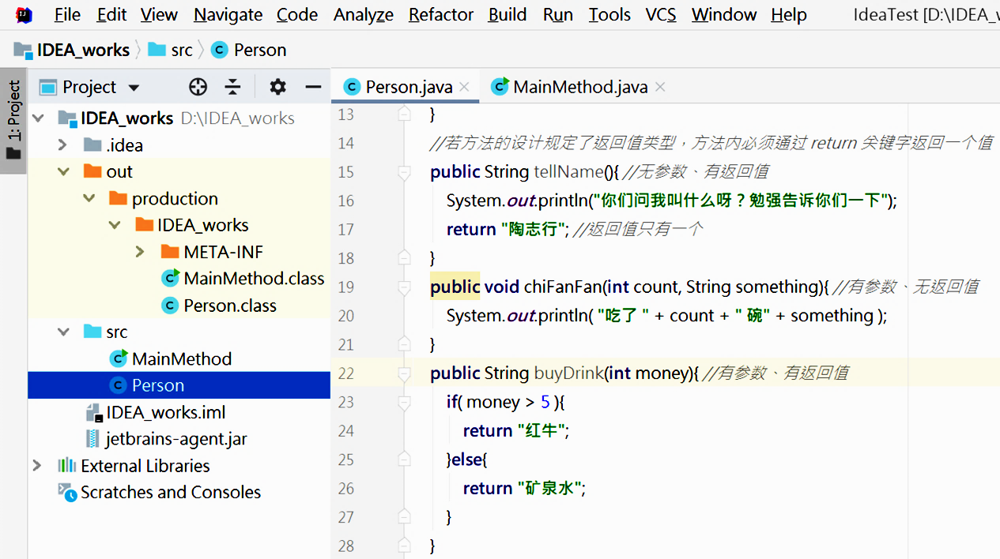 File Edit View Navigate Code Analyze Refactor Build Run Tools VCS Window Help IdeaTest [D:\IDEA_w
IDEA_works src Person
1: Project
Project
Person.java MainMethod.java
IDEA_works D:\IDEA_works
.idea
out
production
IDEA_works
META-INF
MainMethod.class
Person.class
src
MainMethod
Person
IDEA_works.iml
jetbrains-agent.jar
External Libraries
Scratches and Consoles
13 }
14 //若方法的设计规定了返回值类型，方法内必须通过 return 关键字返回一个值
15 public String tellName(){ //无参数、有返回值
16 System.out.println("你们问我叫什么呀？勉强告诉你们一下");
17 return "陶志行"; //返回值只有一个
18 }
19 public void chiFanFan(int count, String something){ //有参数、无返回值
20 System.out.println( "吃了 " + count + " 碗" + something );
21 }
22 public String buyDrink(int money){ //有参数、有返回值
23 if( money > 5 ){
24 return "红牛";
25 }else{
26 return "矿泉水";
27 }
28 }